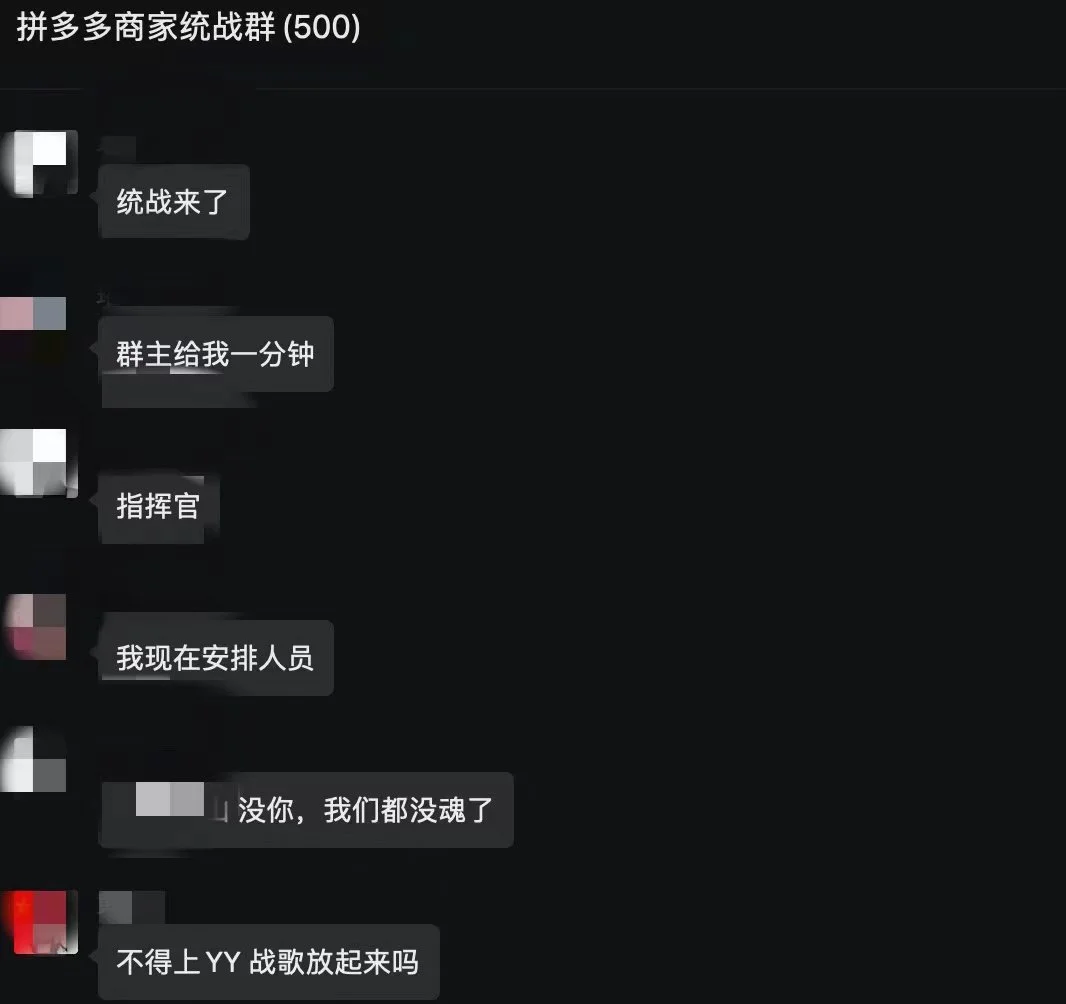 拼多多商家统战群(500)
统战来了
群主给我一分钟
指挥官
我现在安排人员
没你，我们都没魂了
不得上YY 战歌放起来吗